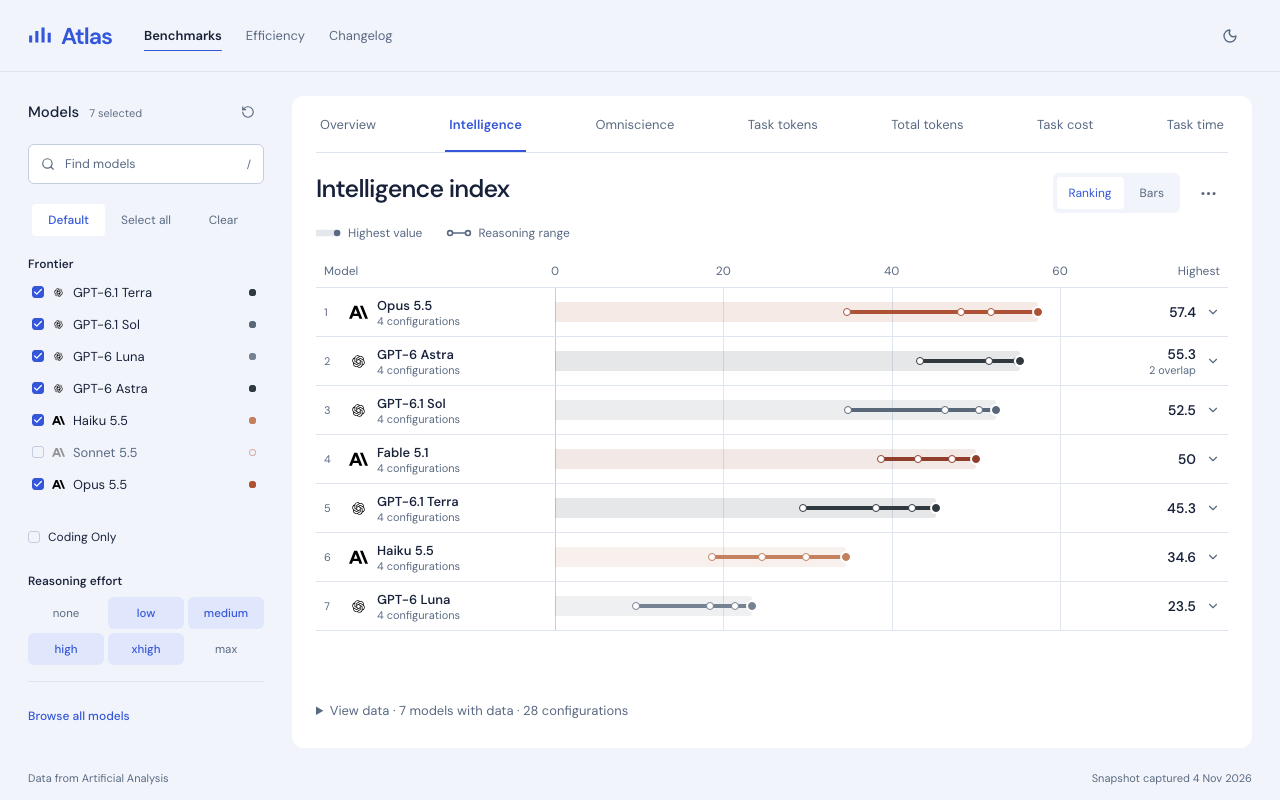 Atlas
Benchmarks
Efficiency
Changelog
Models
7 selected
Find models
/
Default
Select all
Clear
Frontier
GPT-6.1 Terra
GPT-6.1 Sol
GPT-6 Luna
GPT-6 Astra
Haiku 5.5
Sonnet 5.5
Opus 5.5
Coding Only
Reasoning effort
none
low
medium
high
xhigh
max
Browse all models
Overview
Intelligence
Omniscience
Task tokens
Total tokens
Task cost
Task time
Intelligence index
Ranking
Bars
Highest value
Reasoning range
Model
0
20
40
60
Highest
1
Opus 5.5
4 configurations
57.4
2
GPT-6 Astra
4 configurations
55.3
2 overlap
3
GPT-6.1 Sol
4 configurations
52.5
4
Fable 5.1
4 configurations
50
5
GPT-6.1 Terra
4 configurations
45.3
6
Haiku 5.5
4 configurations
34.6
7
GPT-6 Luna
4 configurations
23.5
View data · 7 models with data · 28 configurations
Data from Artificial Analysis
Snapshot captured 4 Nov 2026